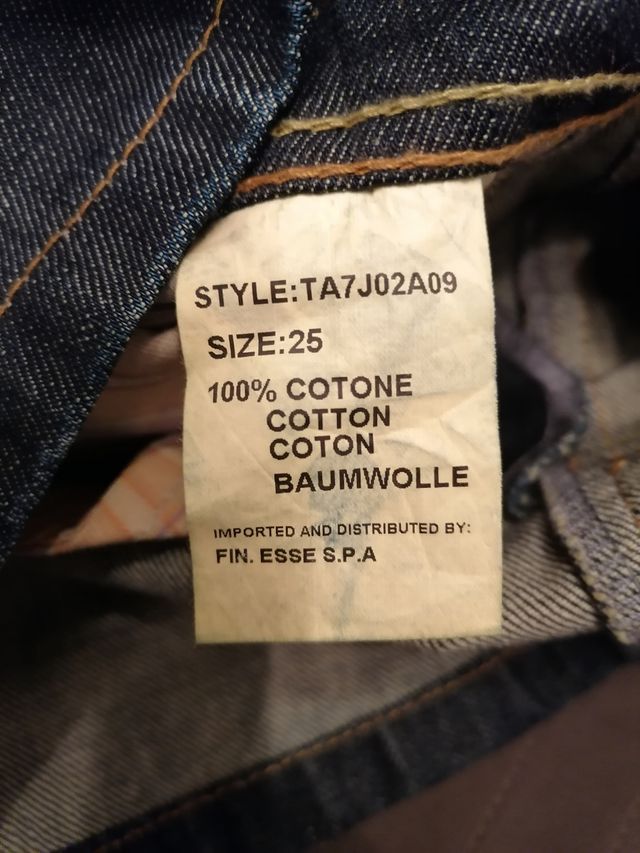 STYLE:TA7J02A09
SIZE:25
100% COTONE
COTTON
COTON
BAUMWOLLE
IMPORTED AND DISTRIBUTED BY:
FIN. ESSE S.P.A